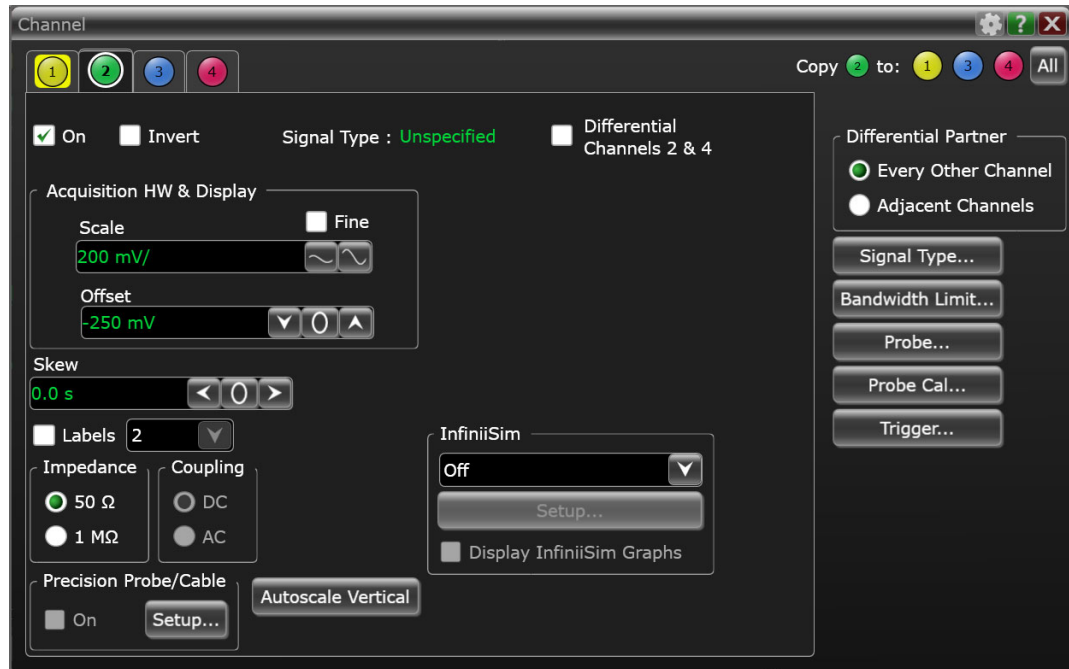 Channel
?
X
1 2 3 4
Copy 2 to: 1 3 4 All
On Invert Signal Type : Unspecified Differential
Channels 2 & 4
Differential Partner
Every Other Channel
Adjacent Channels
Acquisition HW & Display
Scale Fine
200 mV/
Offset
-250 mV 0
Signal Type...
Bandwidth Limit...
Probe...
Probe Cal...
Trigger...
Skew
0.0 s 0
Labels 2
Impedance Coupling
50 Ω DC
1 MΩ AC
InfiniiSim
Off
Setup...
Display InfiniiSim Graphs
Precision Probe/Cable
On Setup...
Autoscale Vertical